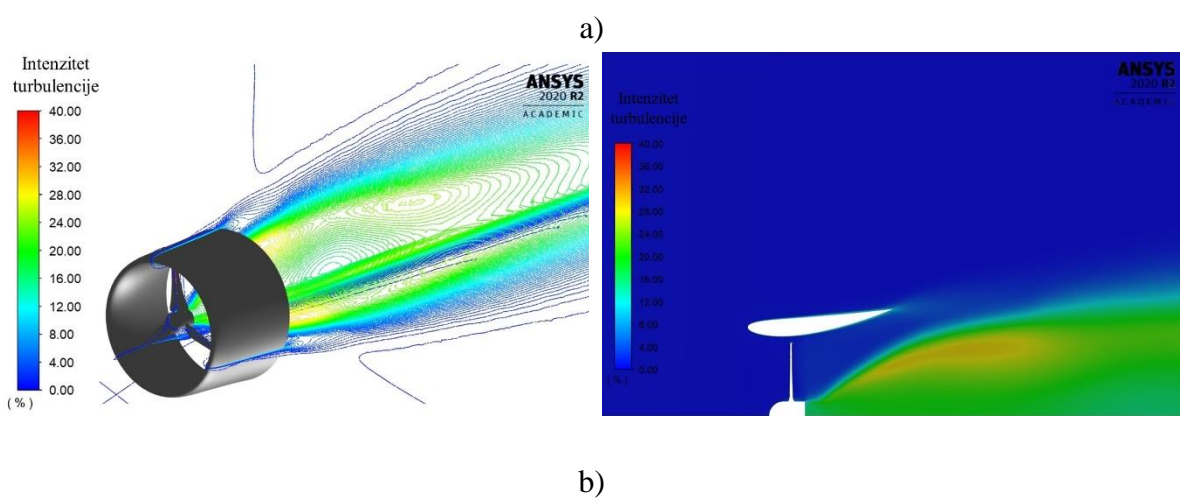 a)
Intenzitet
turbulencije
40.00
36.00
32.00
28.00
24.00
20.00
16.00
12.00
8.00
4.00
0.00
( % )
ANSYS
2020 R2
ACADEMIC
Intenzitet
turbulencije
40.00
36.00
32.00
28.00
24.00
20.00
16.00
12.00
8.00
4.00
0.00
( % )
ANSYS
2020 R2
ACADEMIC
b)